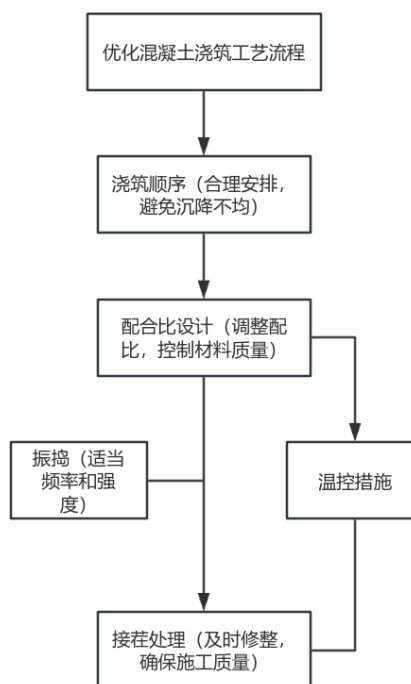 优化混凝土浇筑工艺流程
浇筑顺序（合理安排，
避免沉降不均）
配合比设计（调整配
比，控制材料质量）
振捣（适当
频率和强
度）
温控措施
接茬处理（及时修整，
确保施工质量）